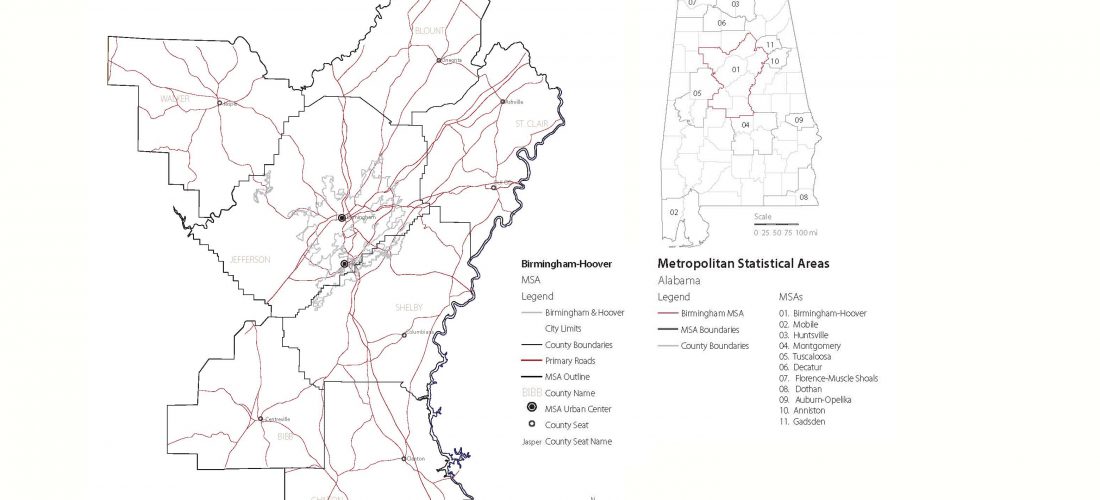 BLOUNT
Oneonta
WALKER
Jasper
Ashville
ST. CLAIR
Birmingham
JEFFERSON
SHELBY
Columbiana
Centreville
BIBB
Clanton
CHILTON
N
Birmingham-Hoover
MSA
Legend
Birmingham & Hoover
City Limits
County Boundaries
Primary Roads
MSA Outline
BIBB County Name
MSA Urban Center
County Seat
Jasper County Seat Name
07
03
06
11
10
01
05
04
09
08
02
Scale
0 25 50 75 100 mi
Metropolitan Statistical Areas
Alabama
Legend
Birmingham MSA
MSA Boundaries
County Boundaries
MSAs
01. Birmingham-Hoover
02. Mobile
03. Huntsville
04. Montgomery
05. Tuscaloosa
06. Decatur
07. Florence-Muscle Shoals
08. Dothan
09. Auburn-Opelika
10. Anniston
11. Gadsden